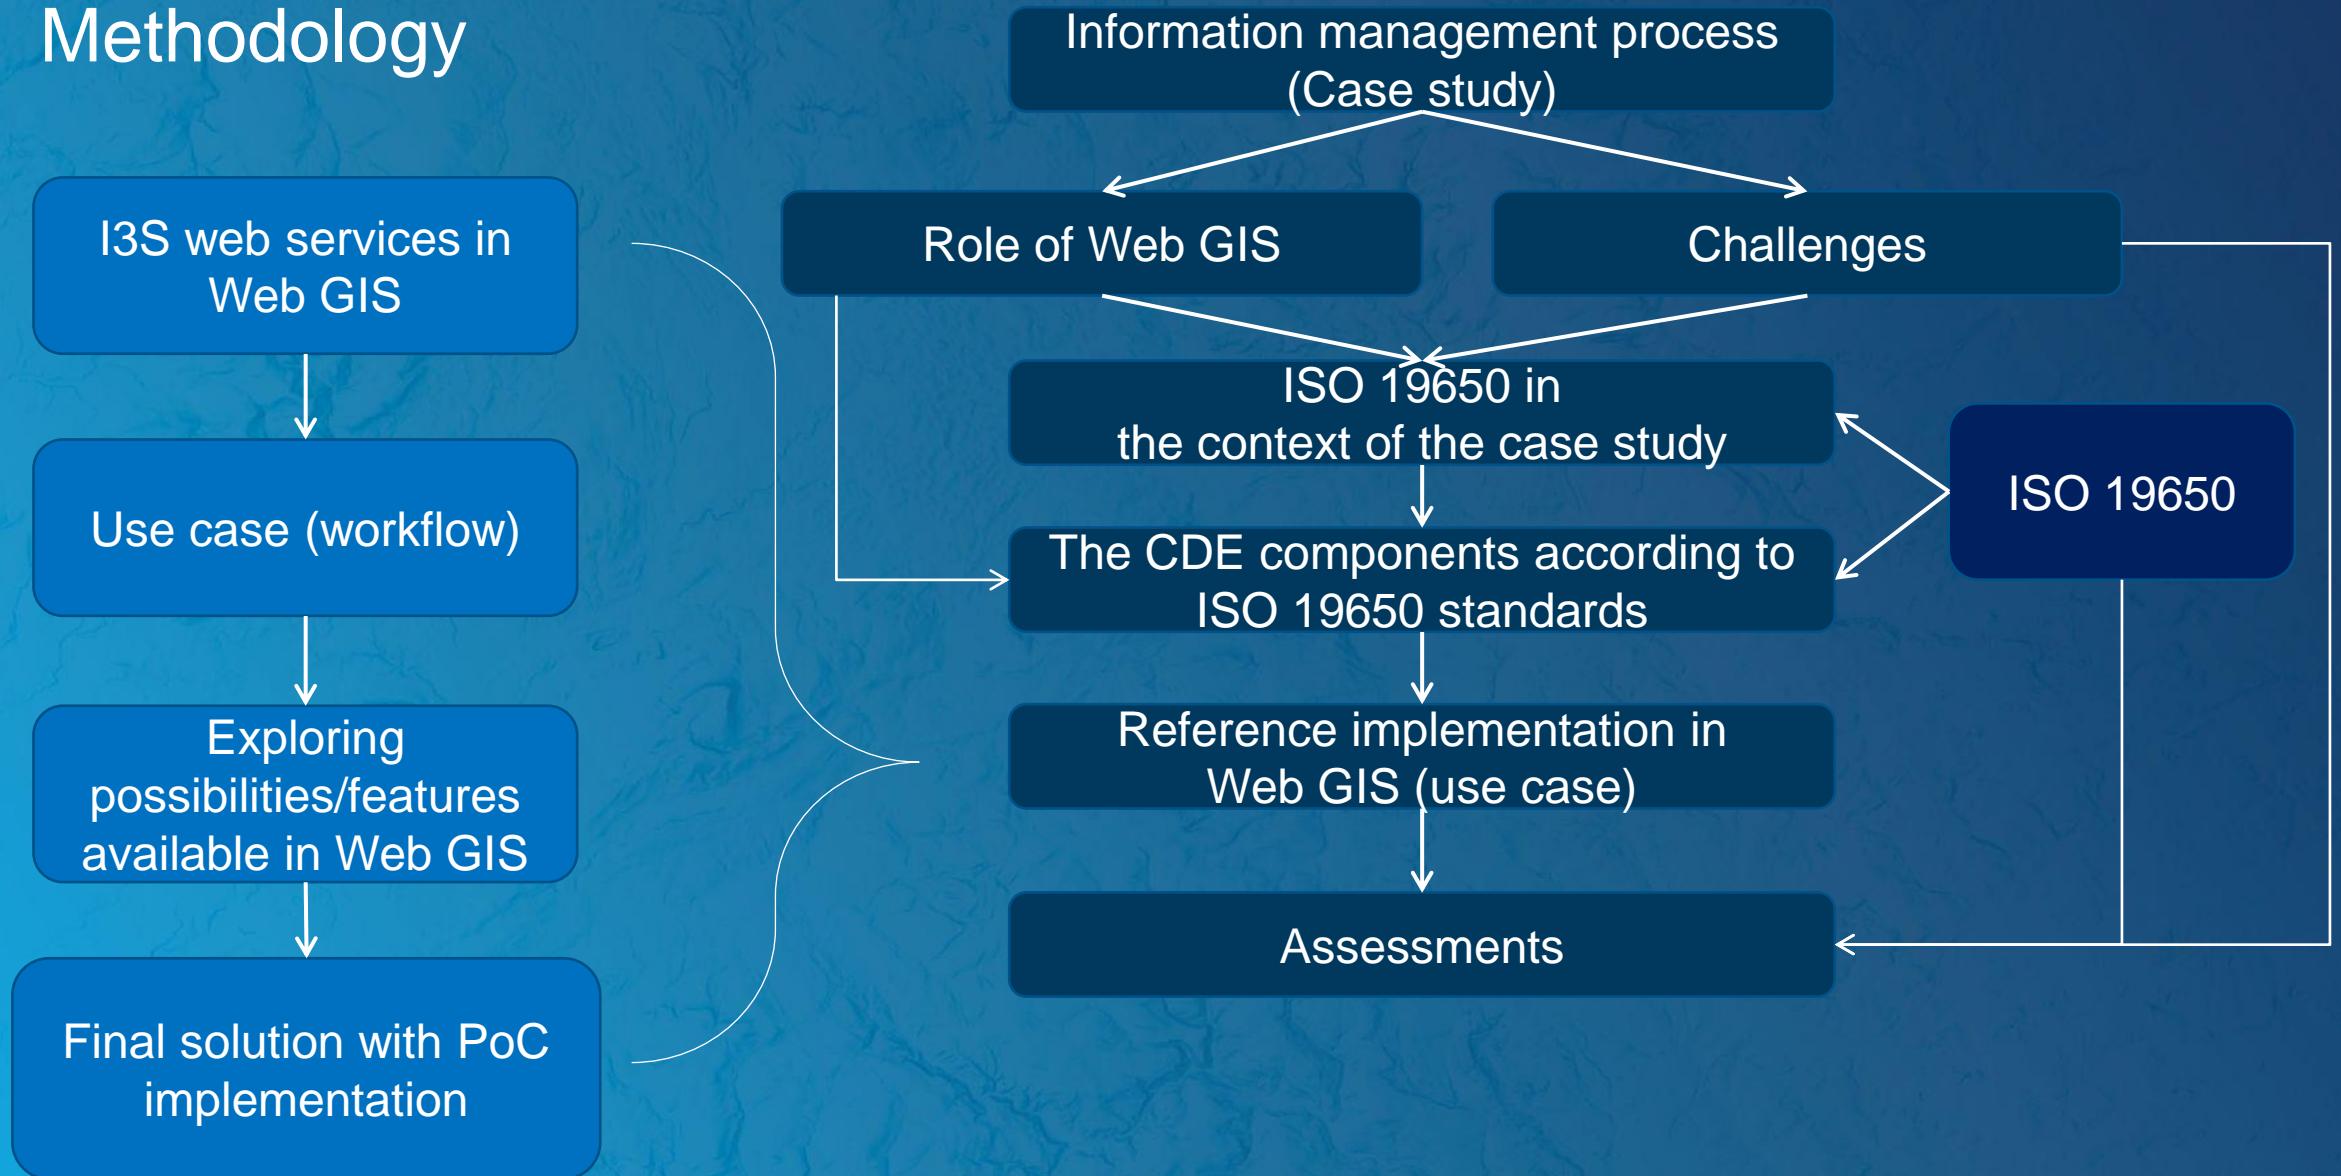 Methodology
Information management process
(Case study)
I3S web services in
Web GIS
Role of Web GIS
Challenges
ISO 19650 in
the context of the case study
Use case (workflow)
ISO 19650
The CDE components according to
ISO 19650 standards
Exploring
possibilities/features
available in Web GIS
Reference implementation in
Web GIS (use case)
Assessments
Final solution with PoC
implementation